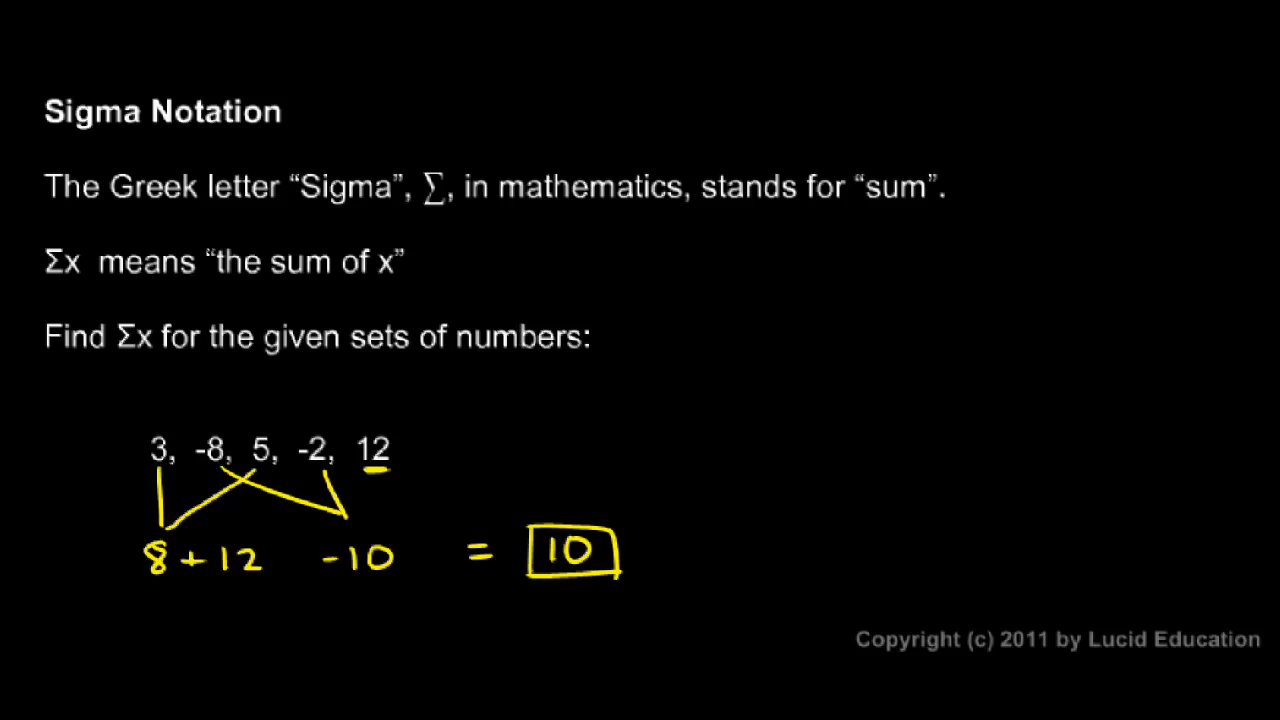 Sigma Notation
The Greek letter “Sigma”, ∑, in mathematics, stands for “sum”.
Σx means “the sum of x”
Find Σx for the given sets of numbers:
3, -8, 5, -2, 12
8 + 12 - 10 = 10
Copyright (c) 2011 by Lucid Education